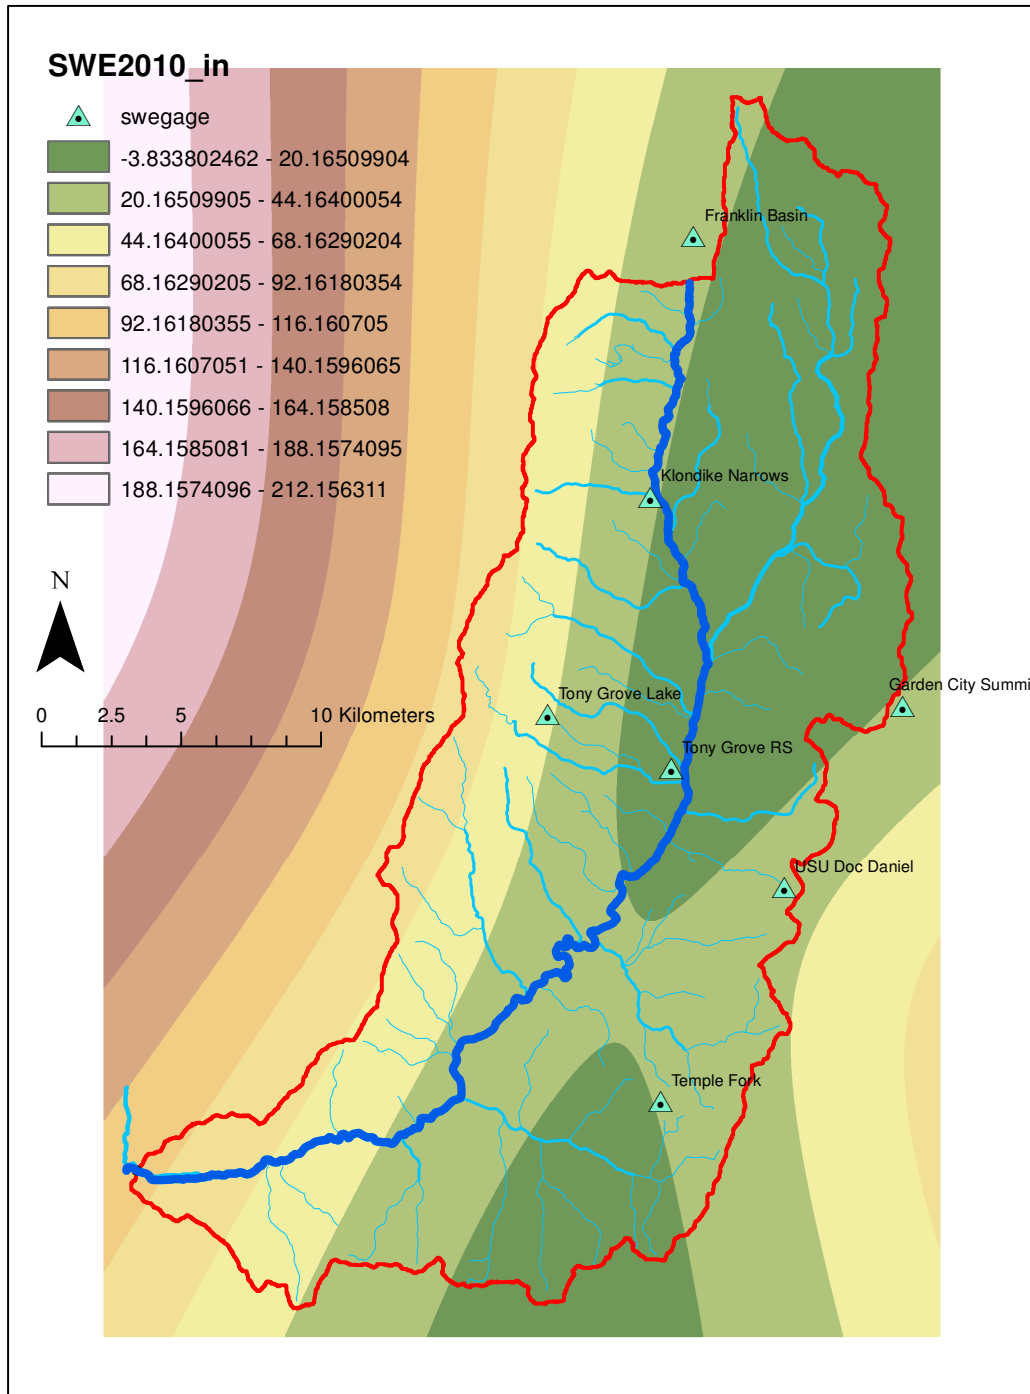 SWE2010_in
swegage
-3.833802462 - 20.16509904
20.16509905 - 44.16400054
44.16400055 - 68.16290204
68.16290205 - 92.16180354
92.16180355 - 116.160705
116.1607051 - 140.1596065
140.1596066 - 164.158508
164.1585081 - 188.1574095
188.1574096 - 212.156311
Franklin Basin
Klondike Narrows
N
Garden City Summi
Tony Grove Lake
0 2.5 5 10 Kilometers
Tony Grove RS
USU Doc Daniel
Temple Fork